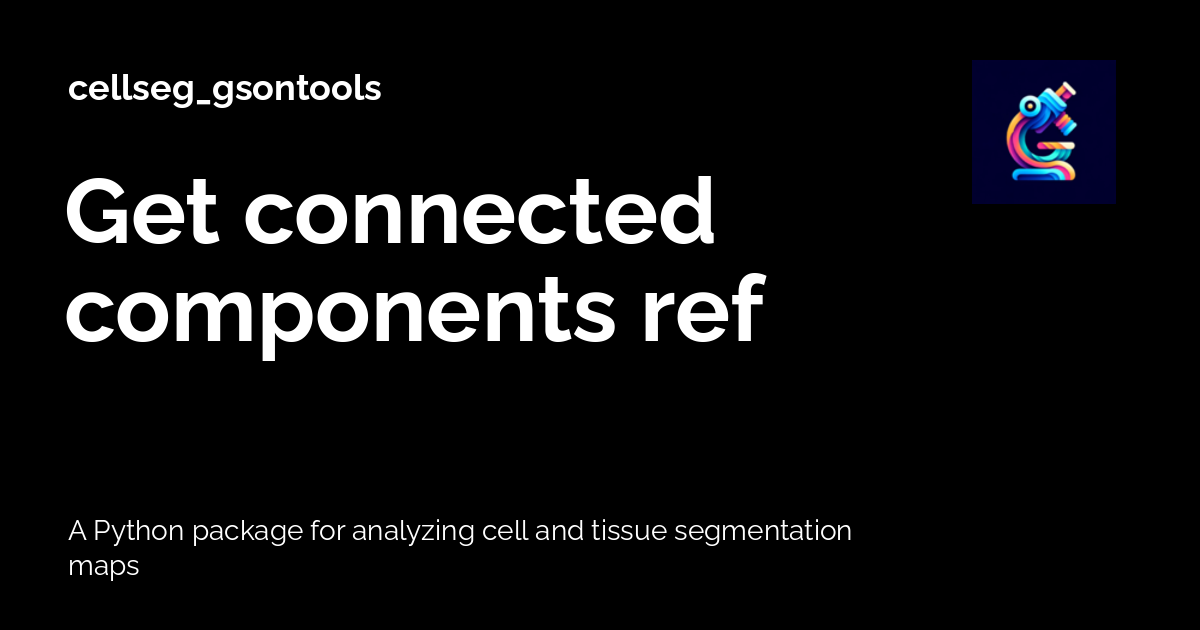 cellseg_gsontools
Get connected
components ref
A Python package for analyzing cell and tissue segmentation
maps